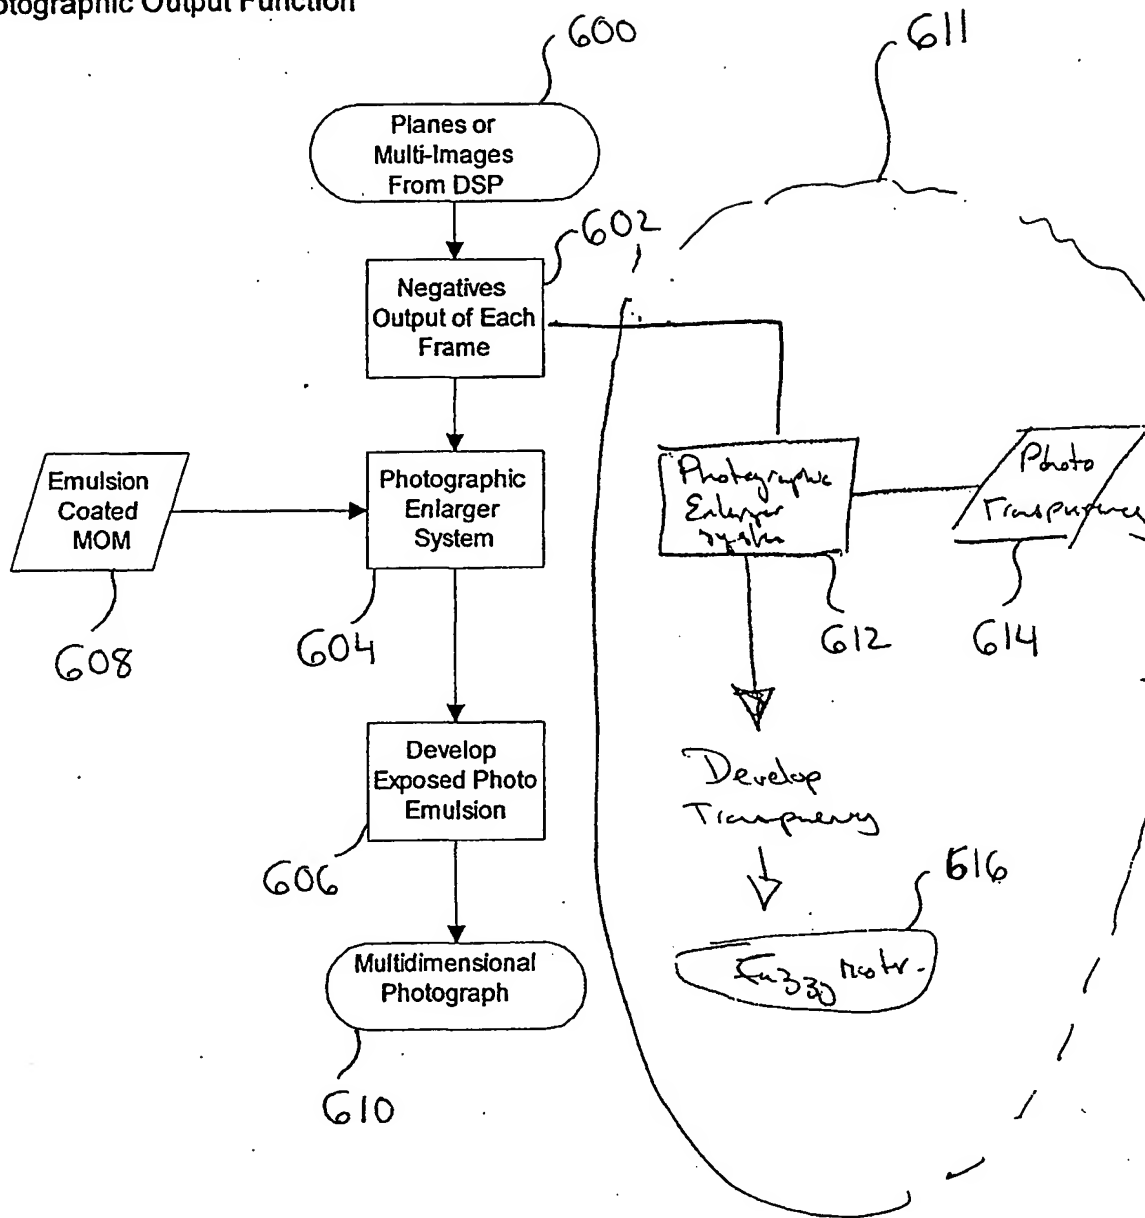 otographic Output Function
600
611
Planes or
Multi-Images
From DSP
602
Negatives
Output of Each
Frame
Emulsion
Coated
MOM
Photographic
Enlarger
System
Photographic
Enlarger
system
Photo
608
604
612
614
Develop
Exposed Photo
Emulsion
Develop
606
616
Multidimensional
Photograph
610